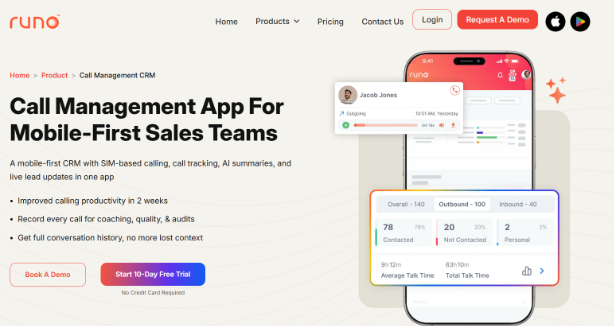 runo
Home
Products
Pricing
Contact Us
Login
Request A Demo
Home > Product > Call Management CRM
Call Management App For
Mobile-First Sales Teams
A mobile-first CRM with SIM-based calling, call tracking, AI summaries, and
live lead updates in one app
• Improved calling productivity in 2 weeks
• Record every call for coaching, quality, & audits
• Get full conversation history, no more lost context
Book A Demo
Start 10-Day Free Trial
No Credit Card Required
9:41
runo
Jacob Jones
Outgoing
10:01 AM, Yesterday
Overall - 140
Outbound - 100
Inbound - 40
78
78%
Contacted
20
20%
Not Contacted
2
2%
Personal
9h 12m
Average Talk Time
63h 10m
Total Talk Time